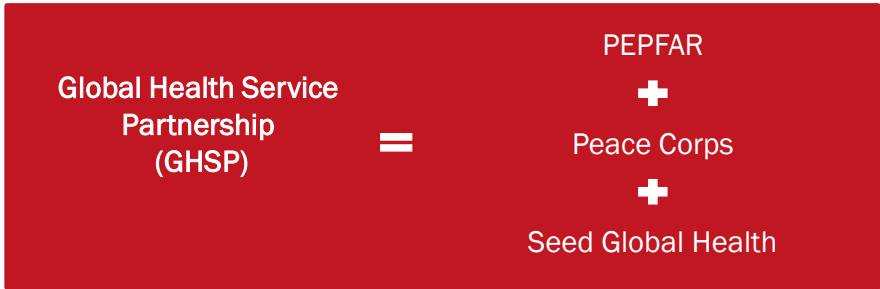 Global Health Service
Partnership
(GHSP)
=
PEPFAR
+
Peace Corps
+
Seed Global Health